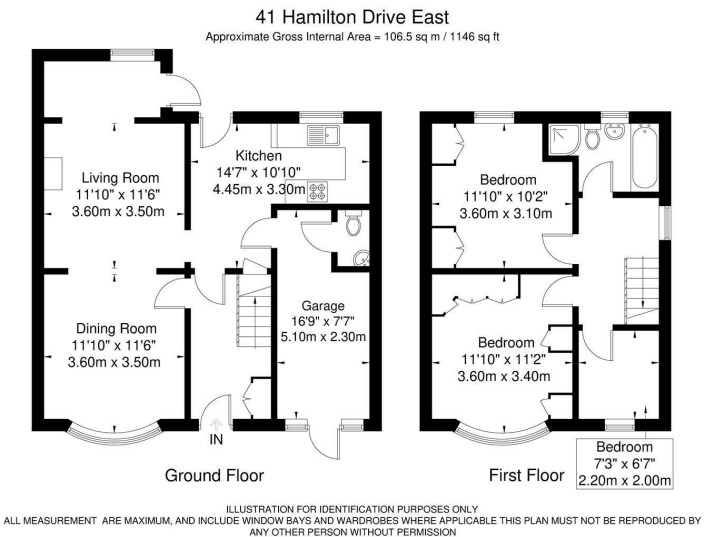 41 Hamilton Drive East
Approximate Gross Internal Area = 106.5 sq m / 1146 sq ft
Living Room
11'10" x 11'6"
3.60m x 3.50m
Kitchen
14'7" x 10'10"
4.45m x 3.30m
Dining Room
11'10" x 11'6"
3.60m x 3.50m
Garage
16'9" x 7'7"
5.10m x 2.30m
IN
Ground Floor
Bedroom
11'10" x 10'2"
3.60m x 3.10m
Bedroom
11'10" x 11'2"
3.60m x 3.40m
Bedroom
7'3" x 6'7"
2.20m x 2.00m
First Floor
ILLUSTRATION FOR IDENTIFICATION PURPOSES ONLY
ALL MEASUREMENT ARE MAXIMUM, AND INCLUDE WINDOW BAYS AND WARDROBES WHERE APPLICABLE THIS PLAN MUST NOT BE REPRODUCED BY
ANY OTHER PERSON WITHOUT PERMISSION